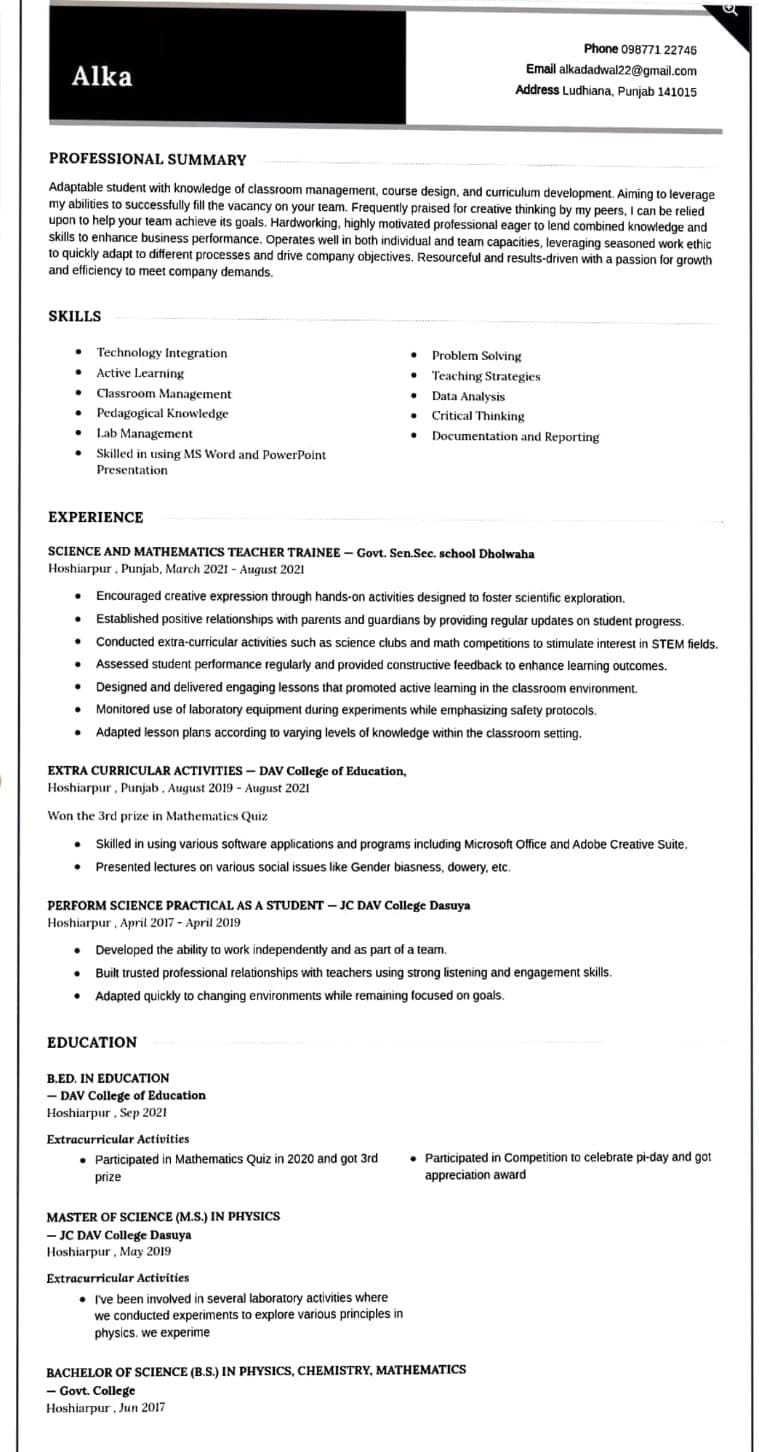 Alka
Phone 098771 22746
Email alkadadwal22@gmail.com
Address Ludhiana, Punjab 141015
PROFESSIONAL SUMMARY
Adaptable student with knowledge of classroom management, course design, and curriculum development. Aiming to leverage
my abilities to successfully fill the vacancy on your team. Frequently praised for creative thinking by my peers, I can be relied
upon to help your team achieve its goals. Hardworking, highly motivated professional eager to lend combined knowledge and
skills to enhance business performance. Operates well in both individual and team capacities, leveraging seasoned work ethic
to quickly adapt to different processes and drive company objectives. Resourceful and results-driven with a passion for growth
and efficiency to meet company demands.
SKILLS
• Technology Integration
• Active Learning
• Classroom Management
• Pedagogical Knowledge
• Lab Management
• Skilled in using MS Word and PowerPoint
Presentation
• Problem Solving
• Teaching Strategies
• Data Analysis
• Critical Thinking
• Documentation and Reporting
EXPERIENCE
SCIENCE AND MATHEMATICS TEACHER TRAINEE — Govt. Sen.Sec. school Dholwaha
Hoshiarpur , Punjab, March 2021 - August 2021
• Encouraged creative expression through hands-on activities designed to foster scientific exploration.
• Established positive relationships with parents and guardians by providing regular updates on student progress.
• Conducted extra-curricular activities such as science clubs and math competitions to stimulate interest in STEM fields.
• Assessed student performance regularly and provided constructive feedback to enhance learning outcomes.
• Designed and delivered engaging lessons that promoted active learning in the classroom environment.
• Monitored use of laboratory equipment during experiments while emphasizing safety protocols.
• Adapted lesson plans according to varying levels of knowledge within the classroom setting.
EXTRA CURRICULAR ACTIVITIES — DAV College of Education,
Hoshiarpur , Punjab , August 2019 - August 2021
Won the 3rd prize in Mathematics Quiz
• Skilled in using various software applications and programs including Microsoft Office and Adobe Creative Suite.
• Presented lectures on various social issues like Gender biasness, dowery, etc.
PERFORM SCIENCE PRACTICAL AS A STUDENT — JC DAV College Dasuya
Hoshiarpur , April 2017 - April 2019
• Developed the ability to work independently and as part of a team.
• Built trusted professional relationships with teachers using strong listening and engagement skills.
• Adapted quickly to changing environments while remaining focused on goals.
EDUCATION
B.ED. IN EDUCATION
— DAV College of Education
Hoshiarpur , Sep 2021
Extracurricular Activities
• Participated in Mathematics Quiz in 2020 and got 3rd
prize
• Participated in Competition to celebrate pi-day and got
appreciation award
MASTER OF SCIENCE (M.S.) IN PHYSICS
— JC DAV College Dasuya
Hoshiarpur , May 2019
Extracurricular Activities
• I've been involved in several laboratory activities where
we conducted experiments to explore various principles in
physics. we experime
BACHELOR OF SCIENCE (B.S.) IN PHYSICS, CHEMISTRY, MATHEMATICS
— Govt. College
Hoshiarpur , Jun 2017